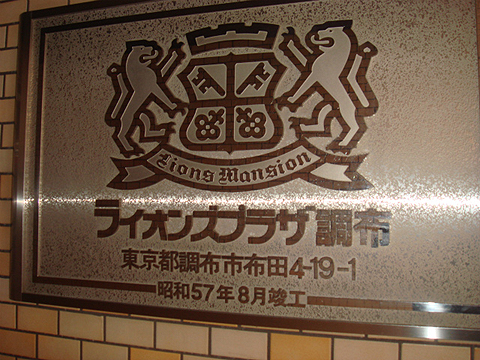 Lions Mansion
ライオンズプラザ調布
東京都調布市布田4-19-1
昭和57年8月竣工